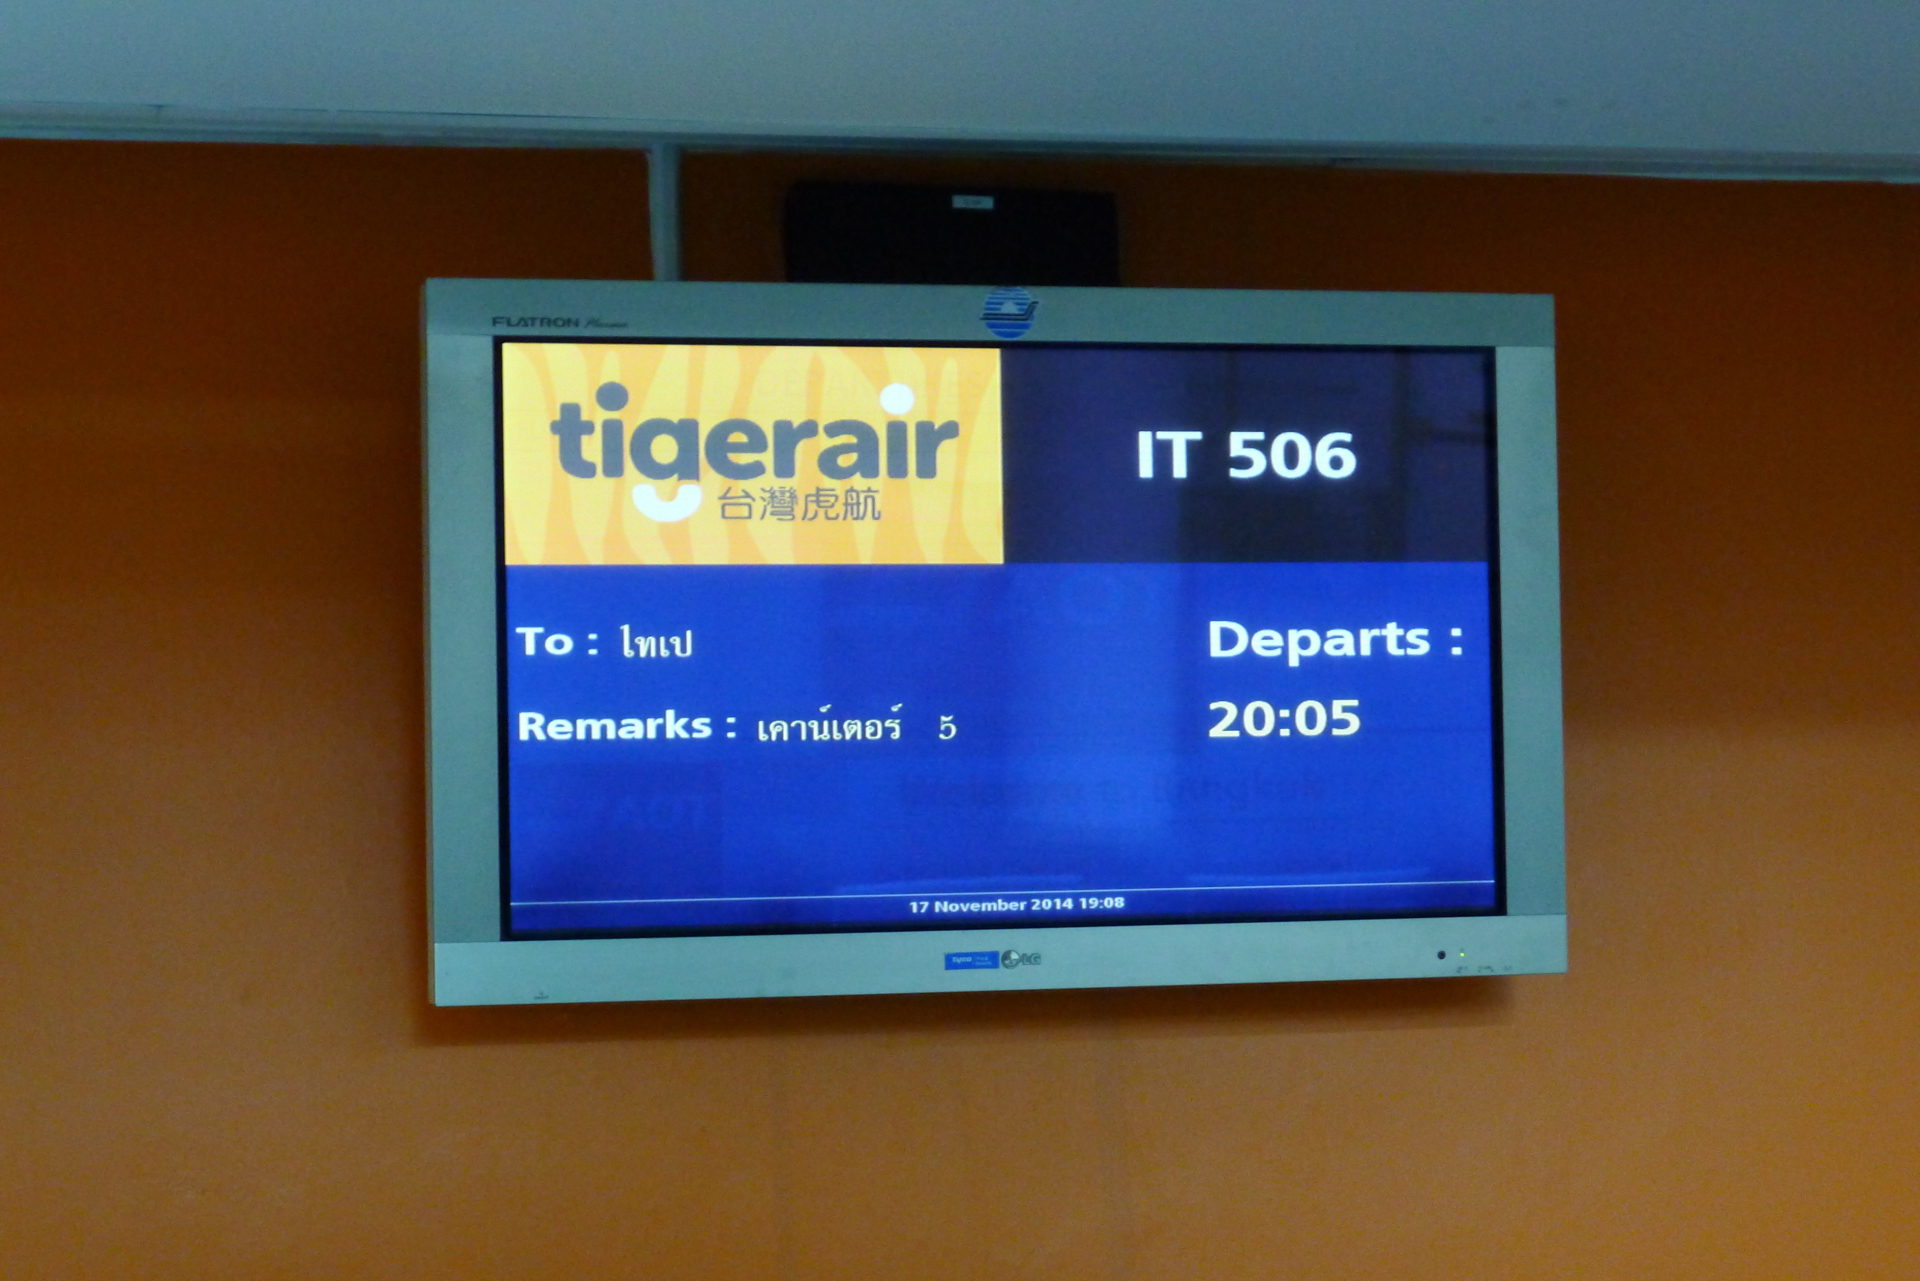 FLATRON Plasma
tigerair
台灣虎航
IT 506
To : ไทเป
Departs :
Remarks : เคาน์เตอร์ 5
20:05
17 November 2014 19:08
LG